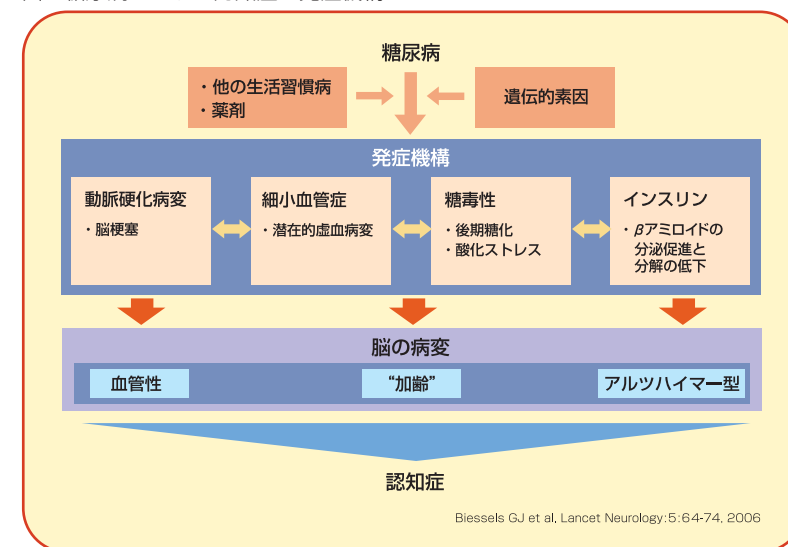 糖尿病
・他の生活習慣病
・薬剤
遺伝的素因
発症機構
動脈硬化病変
・脳梗塞
細小血管症
・潜在的虚血病変
糖毒性
・後期糖化
・酸化ストレス
インスリン
・βアミロイドの
分泌促進と
分解の低下
脳の病変
血管性
“加齢”
アルツハイマー型
認知症
Biessels GJ et al, Lancet Neurology:5:64-74, 2006